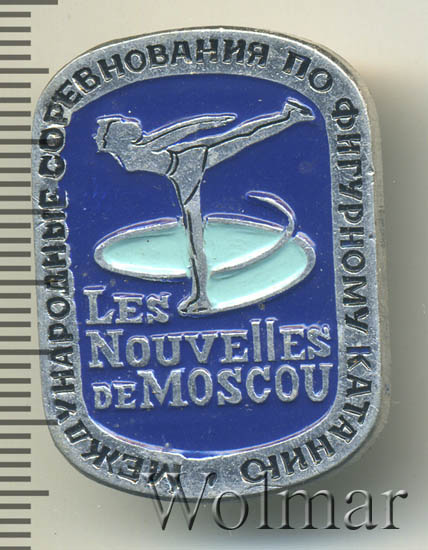 МЕЖДУНАРОДНЫЕ СОРЕВНОВАНИЯ ПО ФИГУРНОМУ КАТАНИЮ
LES
NOUVELLES
DE MOSCOU
Wolmar